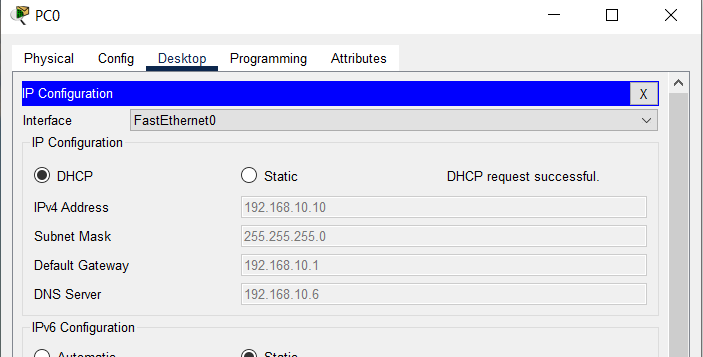 PC0
Physical Config Desktop Programming Attributes
IP Configuration X
Interface FastEthernet0
IP Configuration
DHCP Static DHCP request successful.
IPv4 Address 192.168.10.10
Subnet Mask 255.255.255.0
Default Gateway 192.168.10.1
DNS Server 192.168.10.6
IPv6 Configuration
Automatic Static